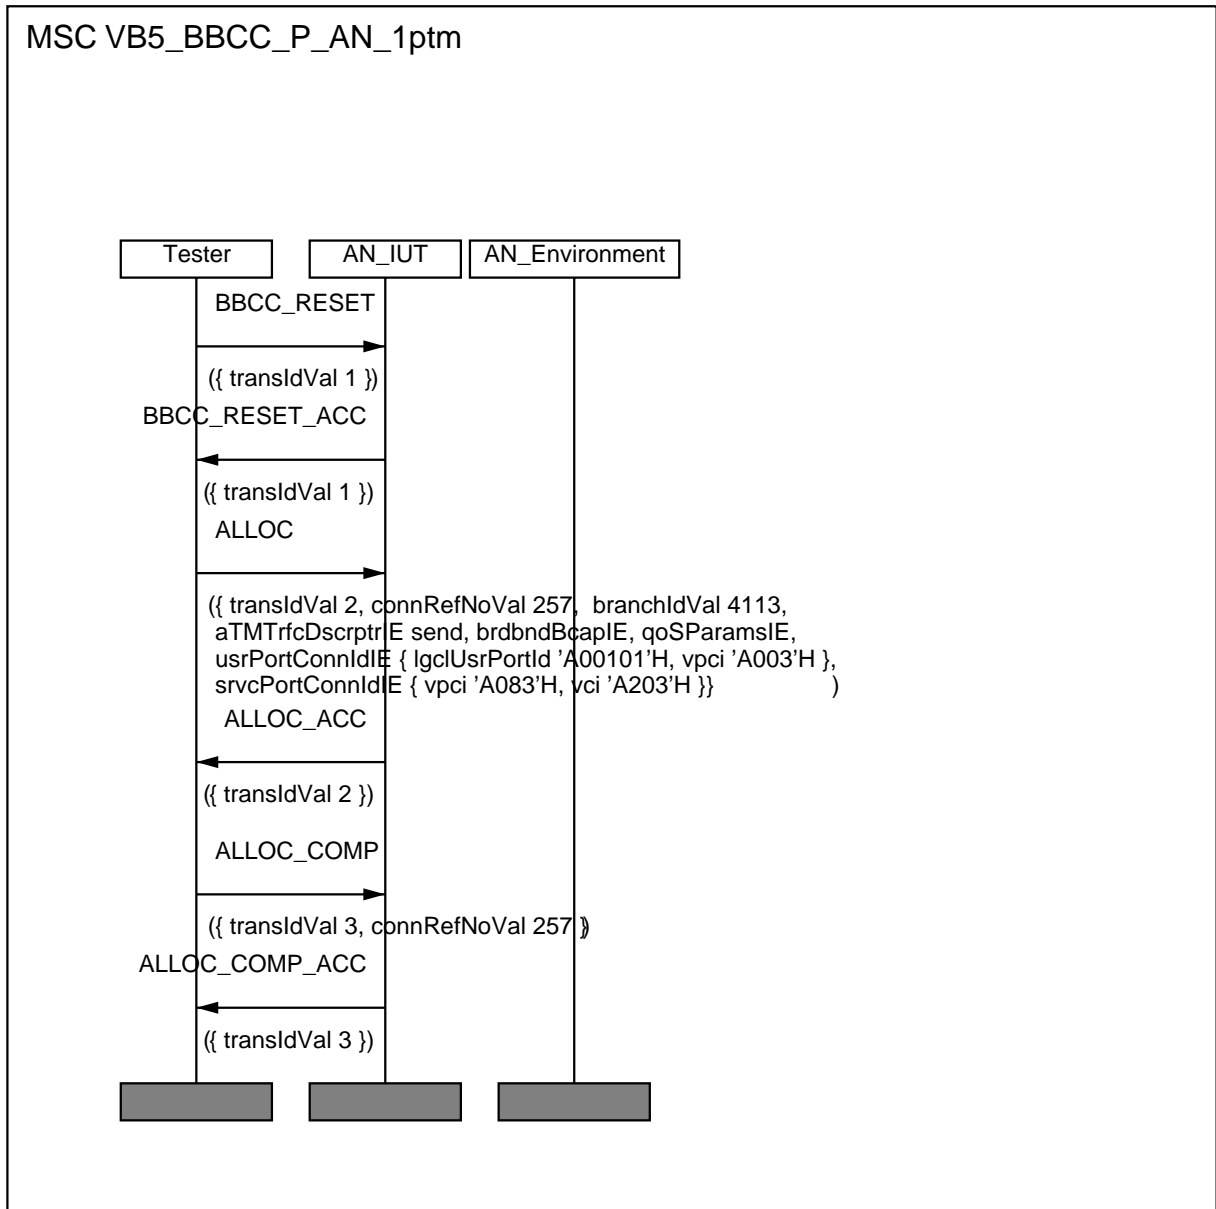 MSC VB5_BBCC_P_AN_1ptm
Tester AN_IUT AN_Environment
BBCC_RESET
({ transIdVal 1 })
BBCC_RESET_ACC
({ transIdVal 1 })
ALLOC
({ transIdVal 2, connRefNoVal 257, branchIdVal 4113,
aTMTrfcDscrptrIE send, brdbndBcapIE, qoSParamsIE,
usrPortConnIdIE { lgclUsrPortId ’A00101’H, vpci ’A003’H },
srvcPortConnIdIE { vpci ’A083’H, vci ’A203’H }} )
ALLOC_ACC
({ transIdVal 2 })
ALLOC_COMP
({ transIdVal 3, connRefNoVal 257 })
ALLOC_COMP_ACC
({ transIdVal 3 })